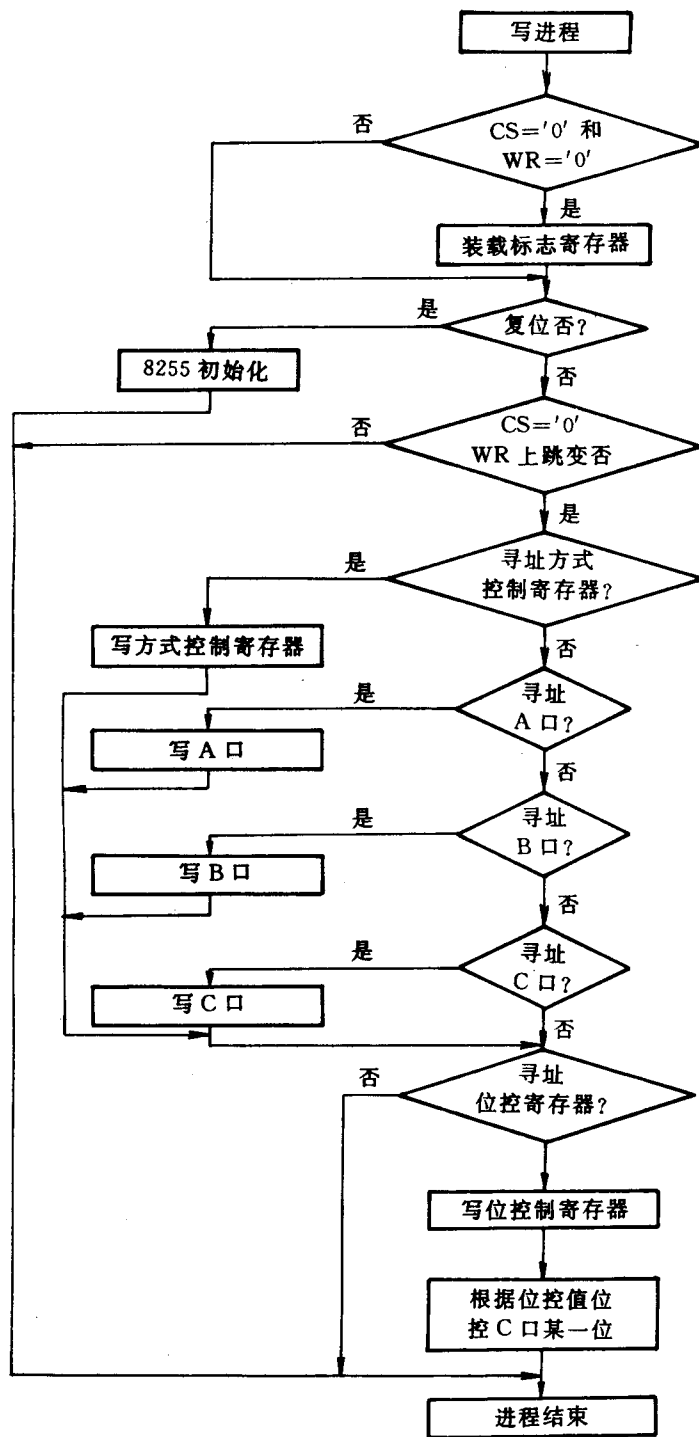 写进程
否
CS='0' 和
WR='0'
是
装载标志寄存器
是
复位否?
8255 初始化
否
否
CS='0'
WR 上跳变否
是
是
寻址方式
控制寄存器?
写方式控制寄存器
否
是
寻址
A 口?
写 A 口
否
是
寻址
B 口?
写 B 口
否
是
寻址
C 口?
写 C 口
否
否
寻址
位控寄存器?
写位控制寄存器
根据位控值位
控 C 口某一位
进程结束